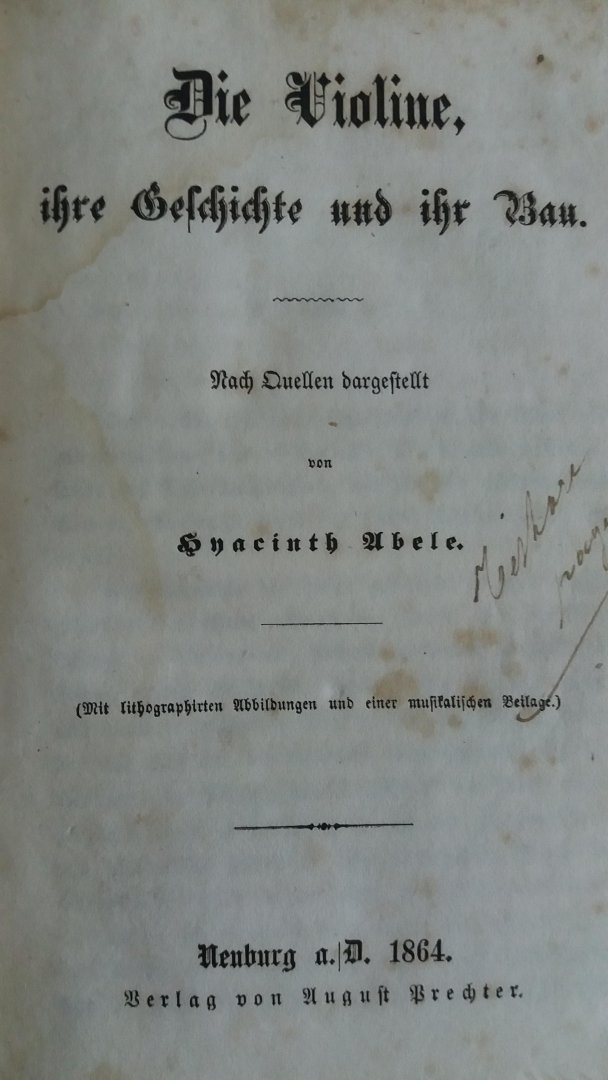 Die Violine,
ihre Geschichte und ihr Bau.
Nach Quellen dargestellt
von
Hyacinth Abele.
(Mit lithographirten Abbildungen und einer musikalischen Beilage.)
Neuburg a./D. 1864.
Verlag von August Prechter.